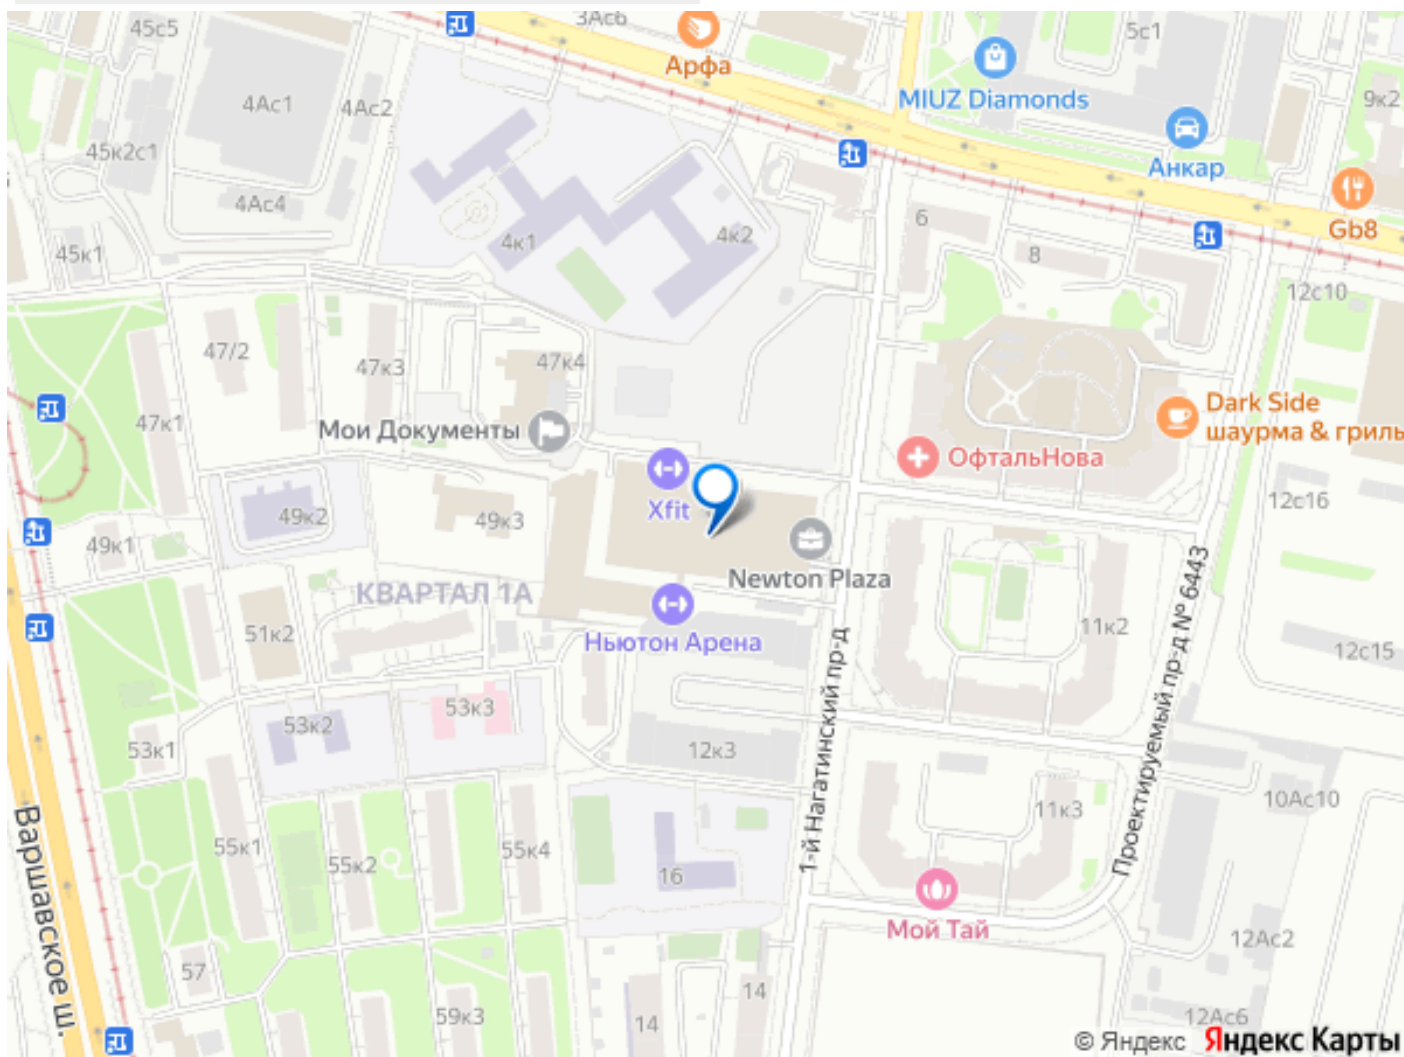 45с5
3Ас6
Арфа
5с1
MIUZ Diamonds
9к2
4Ас1
4Ас2
45к2с1
Анкар
4Ас4
4к1
4к2
6
8
Gb8
45к1
12с10
47/2
47к3
47к4
47к1
Мои Документы
Dark Side
шаурма & гриль
ОфтальНова
Xfit
12с16
49к2
49к3
49к1
Newton Plaza
КВАРТАЛ 1А
51к2
Ньютон Арена
11к2
12с15
Проектируемый пр-д № 6443
1-й Нагатинский пр-д
53к3
53к2
53к1
12к3
10Ас10
11к3
Варшавское ш.
55к1
55к2
55к4
16
Мой Тай
12Ас2
57
14
14
59к3
12Ас6
© Яндекс Яндекс Карты